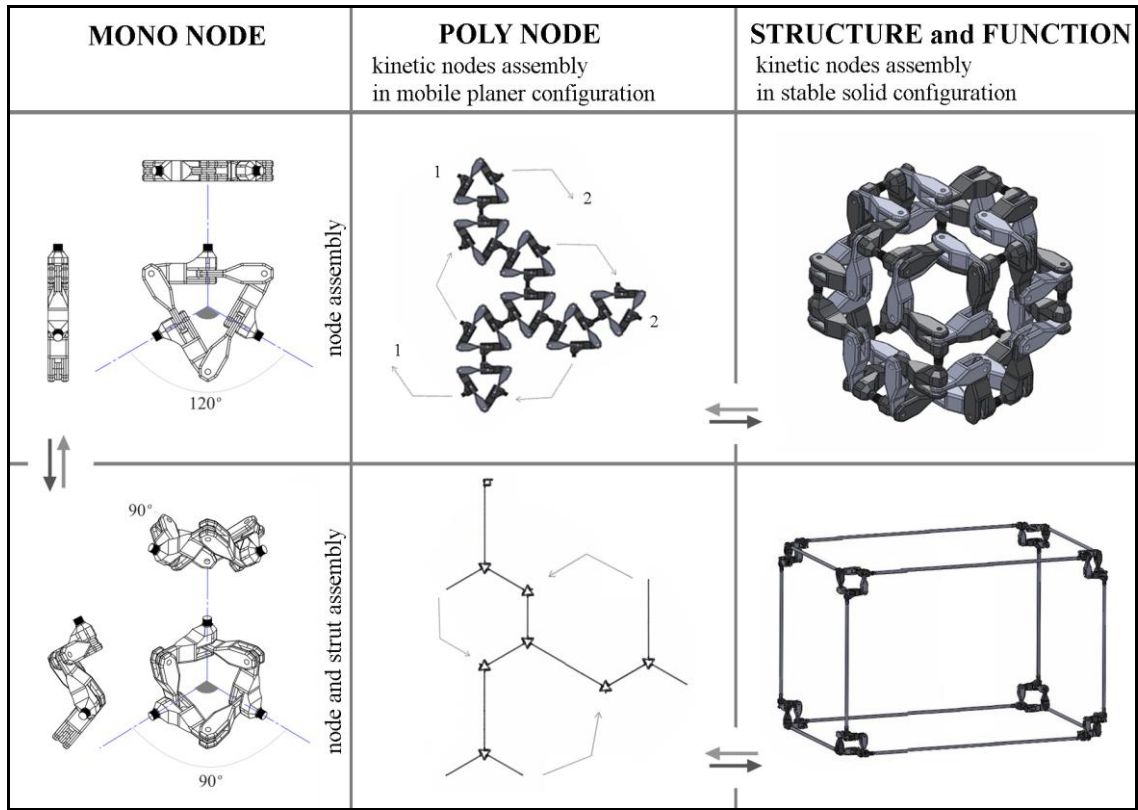 MONO NODE
POLY NODE
kinetic nodes assembly
in mobile planer configuration
STRUCTURE and FUNCTION
kinetic nodes assembly
in stable solid configuration
120°
node assembly
1
2
1
2
90°
90°
node and strut assembly